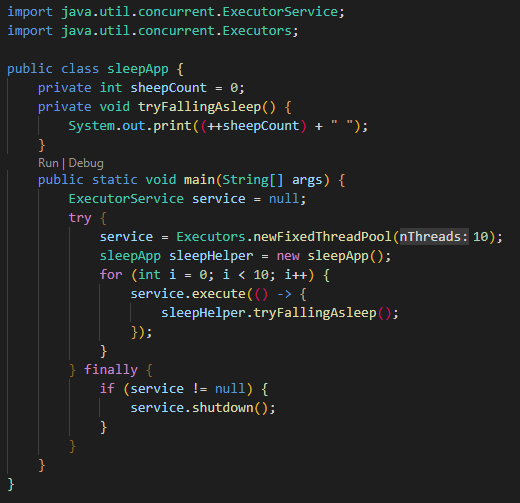 import java.util.concurrent.ExecutorService;
import java.util.concurrent.Executors;

public class sleepApp {
    private int sheepCount = 0;
    private void tryFallingAsleep() {
        System.out.print((++sheepCount) + " ");
    }
    Run | Debug
    public static void main(String[] args) {
        ExecutorService service = null;
        try {
            service = Executors.newFixedThreadPool(nThreads: 10);
            sleepApp sleepHelper = new sleepApp();
            for (int i = 0; i < 10; i++) {
                service.execute(() -> {
                    sleepHelper.tryFallingAsleep();
                });
            }
        } finally {
            if (service != null) {
                service.shutdown();
            }
        }
    }
}